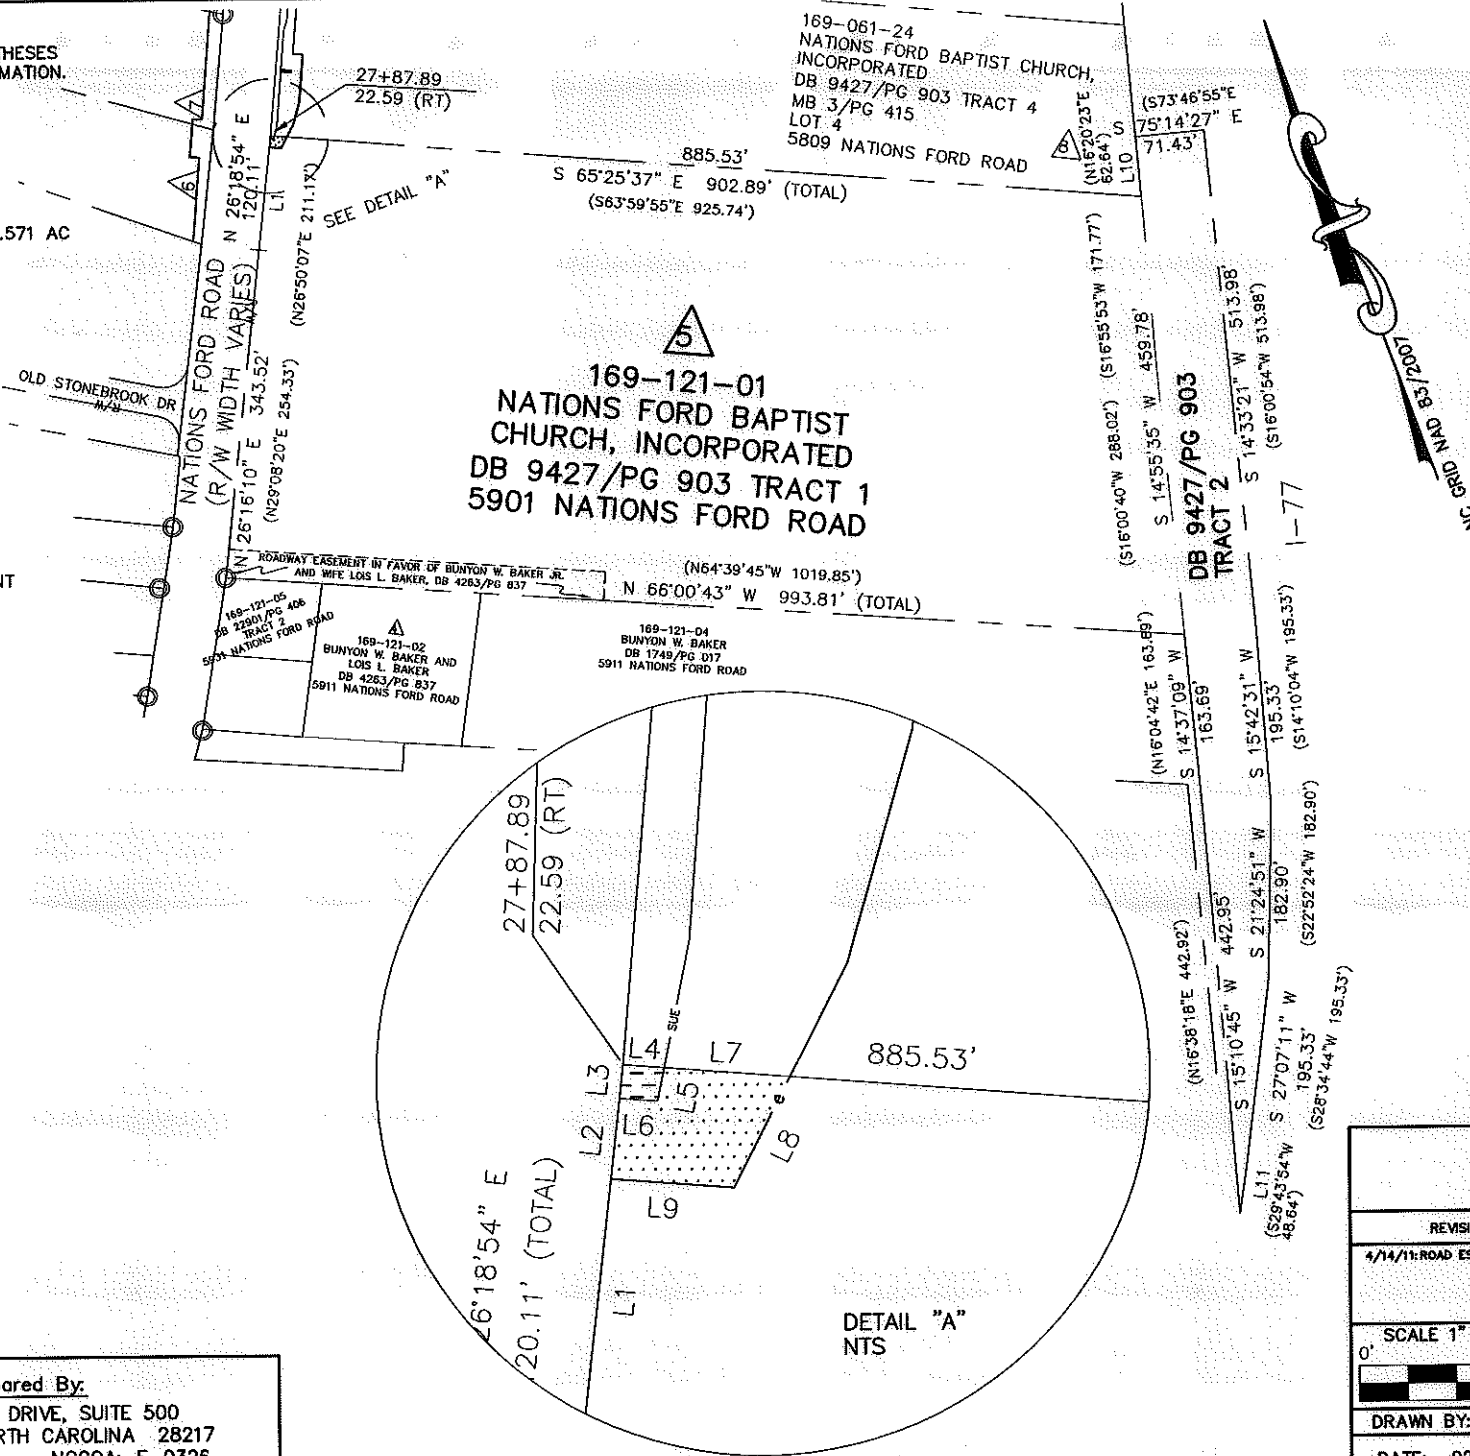 THESES
MATION.
27+87.89
22.59 (RT)
169-061-24
NATIONS FORD BAPTIST CHURCH,
INCORPORATED
DB 9427/PG 903 TRACT 4
MB 3/PG 415
LOT 4
5809 NATIONS FORD ROAD
8
(N16°20'23"E
62.64')
L10
(S73°46'55"E
S 75°14'27" E
71.43'
7
6
N 26°18'54" E
120.11'
L1
(N26°50'07"E 211.17')
SEE DETAIL "A"
885.53'
S 65°25'37" E 902.89' (TOTAL)
(S63°59'55"E 925.74')
.571 AC
NATIONS FORD ROAD
(R/W WIDTH VARIES)
OLD STONEBROOK DR
R/W
N 26°16'10" E 343.52'
(N29°08'20"E 254.33')
5
169-121-01
NATIONS FORD BAPTIST
CHURCH, INCORPORATED
DB 9427/PG 903 TRACT 1
5901 NATIONS FORD ROAD
(S16°55'53"W 171.77')
(S16°00'40"W 288.02')
S 14°55'35" W 459.78'
DB 9427/PG 903
TRACT 2
S 14°33'21" W 513.98'
(S16°00'54"W 513.98')
I-77
NC GRID NAD 83/2007
NT
ROADWAY EASEMENT IN FAVOR OF BUNYON W. BAKER JR.
AND WIFE LOIS L. BAKER, DB 4263/PG 837
(N64°39'45"W 1019.85')
N 66°00'43" W 993.81' (TOTAL)
169-121-05
DB 22901/PG 406
TRACT 2
5931 NATIONS FORD ROAD
4
169-121-02
BUNYON W. BAKER AND
LOIS L. BAKER
DB 4263/PG 837
5911 NATIONS FORD ROAD
169-121-04
BUNYON W. BAKER
DB 1749/PG 017
5911 NATIONS FORD ROAD
(N16°04'42"E 163.89')
S 14°37'09" W
163.69'
S 15°42'31" W
195.33'
(S14°10'04"W 195.33')
S 21°24'51" W
182.90'
(S22°52'24"W 182.90')
(N16°38'18"E 442.92')
S 15°10'45" W 442.95'
S 27°07'11" W
195.33'
(S28°34'44"W 195.33')
L11
(S29°43'54"W
48.64')
27+87.89
22.59 (RT)
SUE
L4
L7
885.53'
L3
L5
L2
L6
e
L8
L9
26°18'54" E
20.11' (TOTAL)
L1
DETAIL "A"
NTS
REVISI
4/14/11:ROAD ES
SCALE 1"
0'
DRAWN BY:
ared By:
DRIVE, SUITE 500
RTH CAROLINA 28217